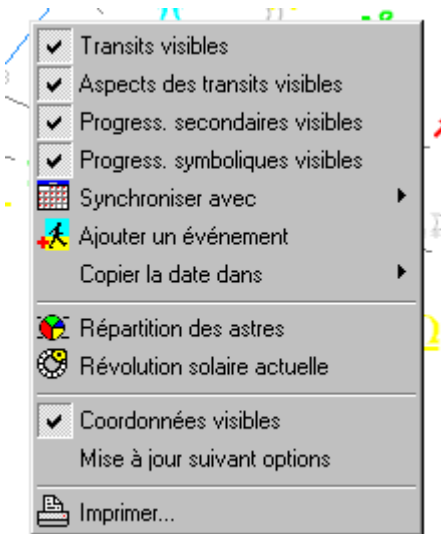 Transits visibles
Aspects des transits visibles
Progress. secondaires visibles
Progress. symboliques visibles
Synchroniser avec
Ajouter un événement
Copier la date dans
Répartition des astres
Révolution solaire actuelle
Coordonnées visibles
Mise à jour suivant options
Imprimer...